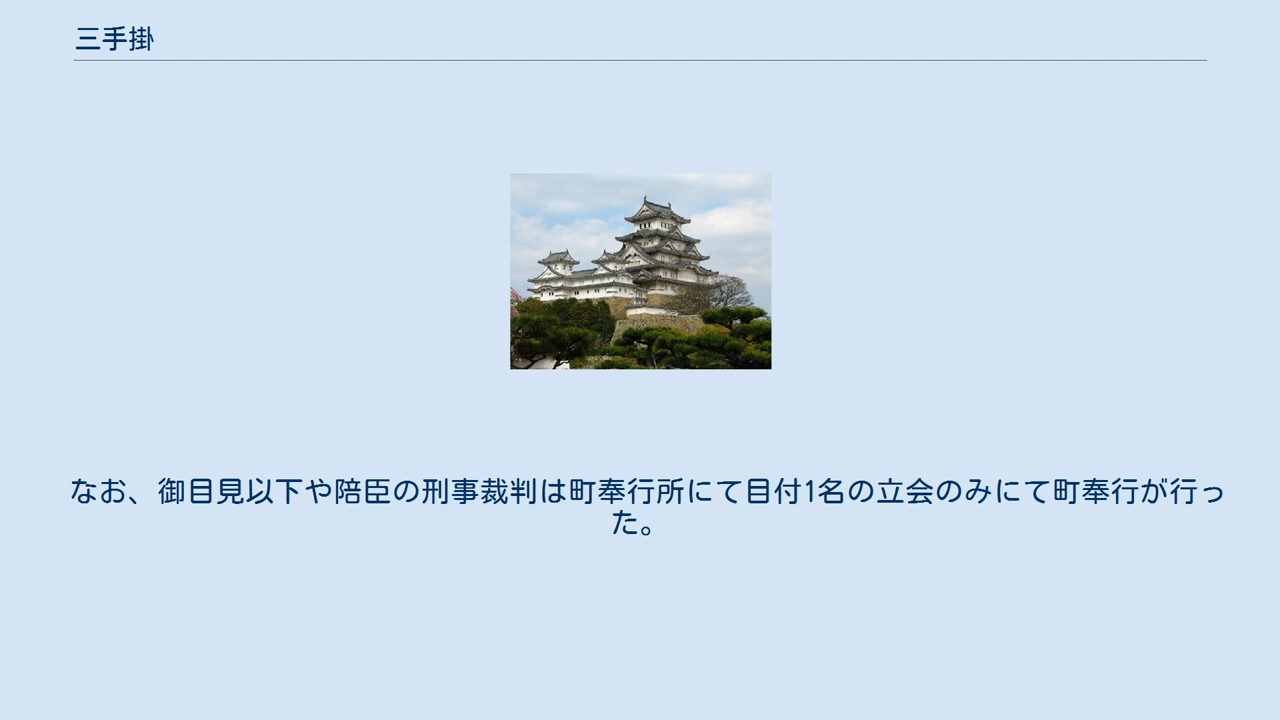 三手掛
なお、御目見以下や陪臣の刑事裁判は町奉行所にて目付1名の立会のみにて町奉行が行っ
た。